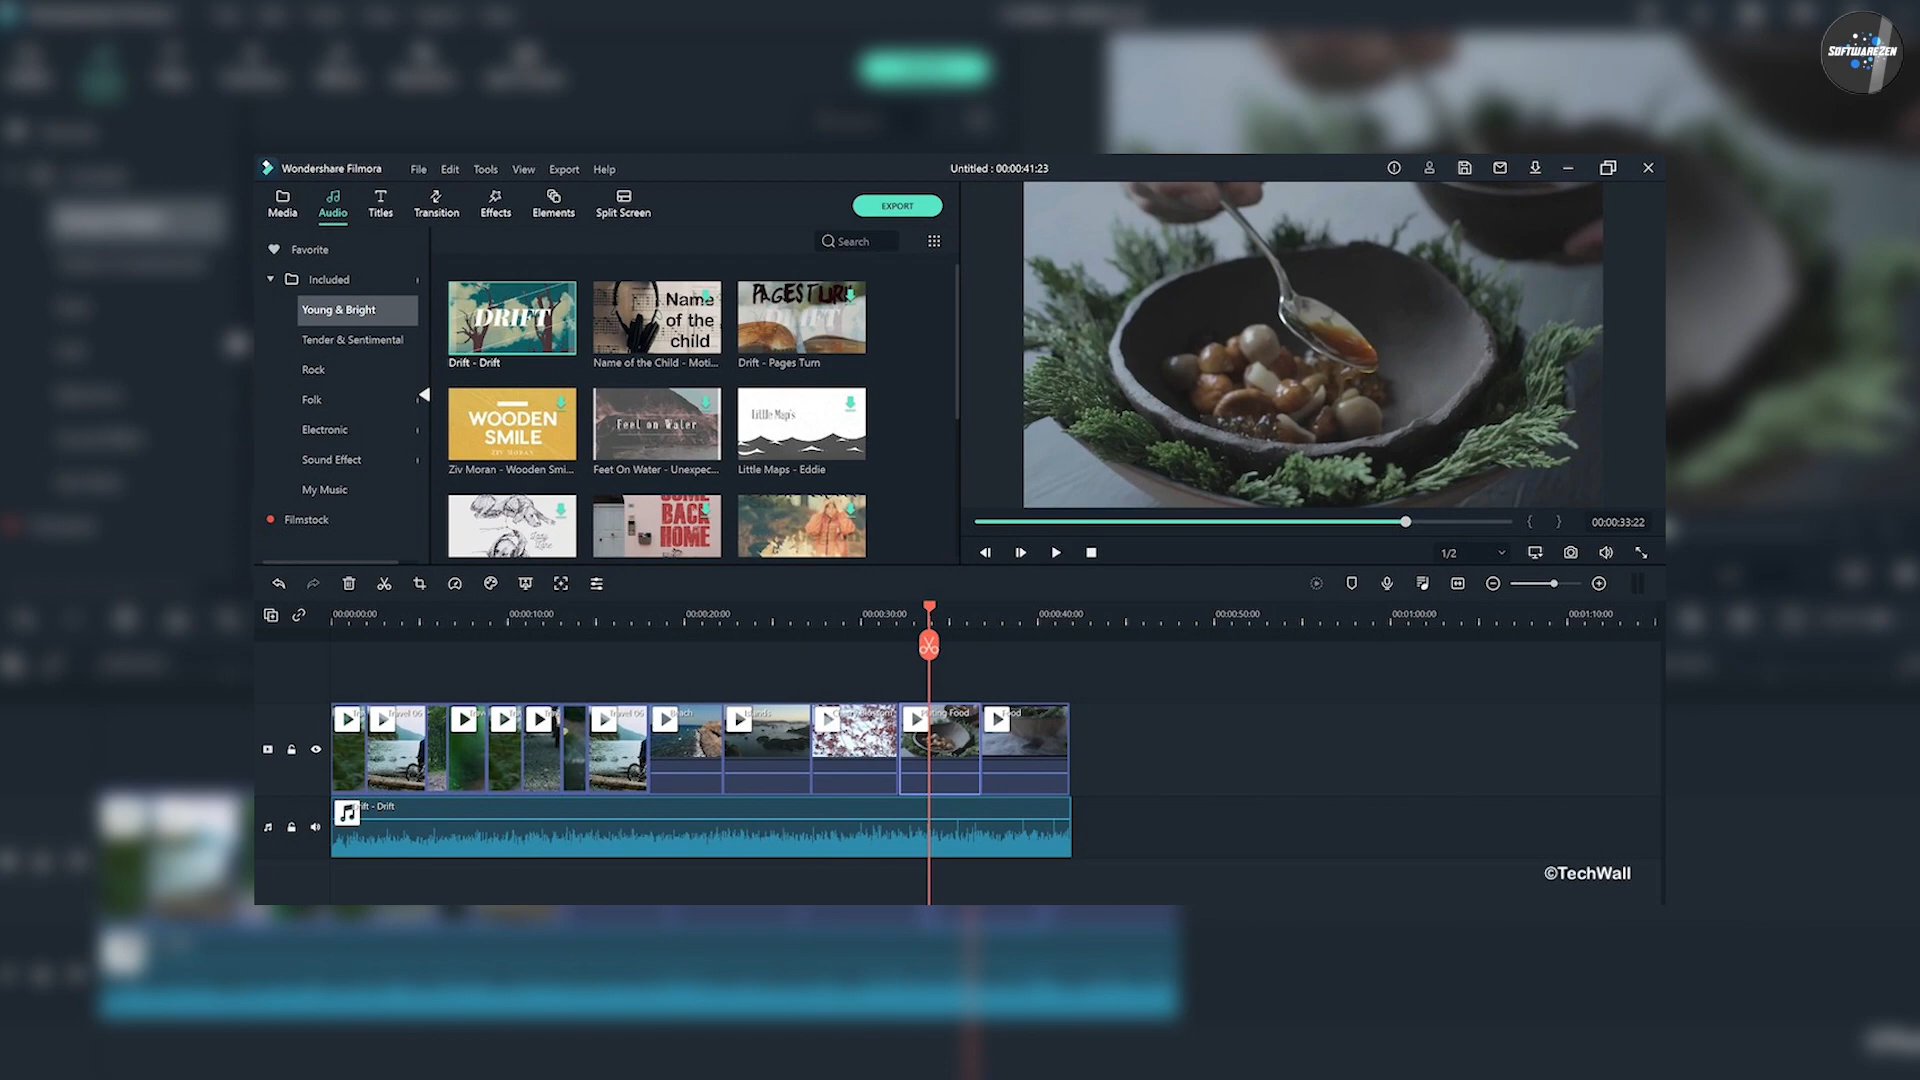 SOFTWAREZEN
Wondershare Filmora File Edit Tools View Export Help Untitled : 00:00:41:23
Media Audio Titles Transition Effects Elements Split Screen EXPORT
Favorite
Search
Included
Young & Bright
Tender & Sentimental
Rock
Folk
Electronic
Sound Effect
My Music
Filmstock
DRIFT
Drift - Drift
Name
of the
child
Name of the Child - Moti...
PAGES TURN
DRIFT
Drift - Pages Turn
WOODEN
SMILE
ZIV MORAN
Ziv Moran - Wooden Smi...
Feet on Water
Feet On Water - Unexpec...
Little Map's
Little Maps - Eddie
COME
BACK
HOME
{ } 00:00:33:22
1/2
00:00:00:00 00:00:10:00 00:00:20:00 00:00:30:00 00:00:40:00 00:00:50:00 00:01:00:00 00:01:10:00
Travel 06 Travel 06 Beach Islands Cherry Blossom Plating Food Food
Drift - Drift
©TechWall